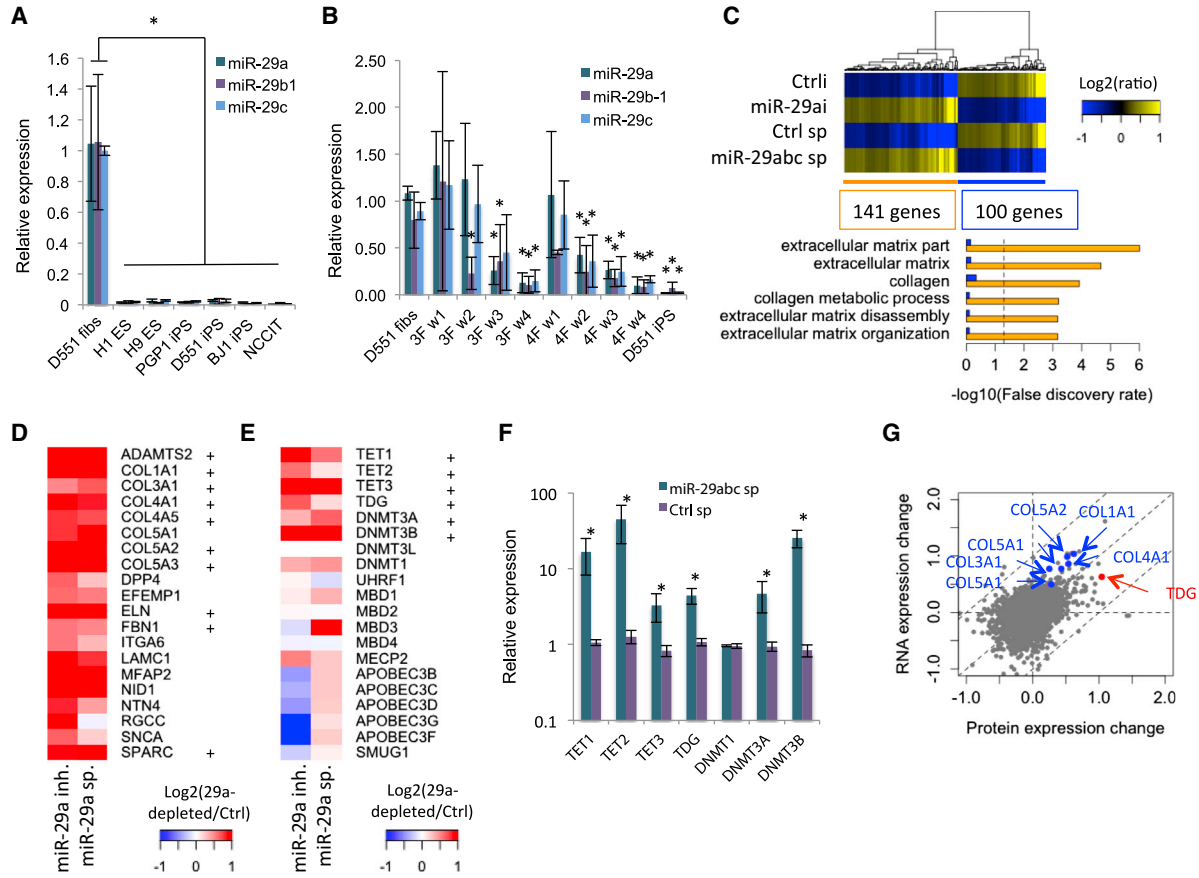 A
*
1.6
1.4
1.2
1
0.8
0.6
0.4
0.2
0
Relative expression
miR-29a
miR-29b1
miR-29c
D551 fibs
H1 ES
H9 ES
PGP1 iPS
D551 iPS
BJ1 iPS
NCCIT
B
2.50
2.00
1.50
1.00
0.50
0.00
Relative expression
miR-29a
miR-29b-1
miR-29c
* * * * * * * * * * * * * * * * * *
D551 fibs
3F w1
3F w2
3F w3
3F w4
4F w1
4F w2
4F w3
4F w4
D551 iPS
C
Ctrli
miR-29ai
Ctrl sp
miR-29abc sp
Log2(ratio)
-1 0 1
141 genes
100 genes
extracellular matrix part
extracellular matrix
collagen
collagen metabolic process
extracellular matrix disassembly
extracellular matrix organization
0 1 2 3 4 5 6
-log10(False discovery rate)
D
ADAMTS2 +
COL1A1 +
COL3A1 +
COL4A1 +
COL4A5 +
COL5A1 +
COL5A2 +
COL5A3 +
DPP4
EFEMP1
ELN +
FBN1 +
ITGA6
LAMC1
MFAP2
NID1
NTN4
RGCC
SNCA
SPARC +
miR-29a inh.
miR-29a sp.
Log2(29a-
depleted/Ctrl)
-1 0 1
E
TET1 +
TET2 +
TET3 +
TDG +
DNMT3A +
DNMT3B +
DNMT3L
DNMT1
UHRF1
MBD1
MBD2
MBD3
MBD4
MECP2
APOBEC3B
APOBEC3C
APOBEC3D
APOBEC3G
APOBEC3F
SMUG1
miR-29a inh.
miR-29a sp.
Log2(29a-
depleted/Ctrl)
-1 0 1
F
miR-29abc sp
Ctrl sp
100
10
1
0.1
Relative expression
* * * * * *
TET1
TET2
TET3
TDG
DNMT1
DNMT3A
DNMT3B
G
2.0
1.0
0.0
-1.0
RNA expression change
COL5A2
COL1A1
COL5A1
COL3A1
COL4A1
COL5A1
TDG
-1.0 0.0 1.0 2.0
Protein expression change